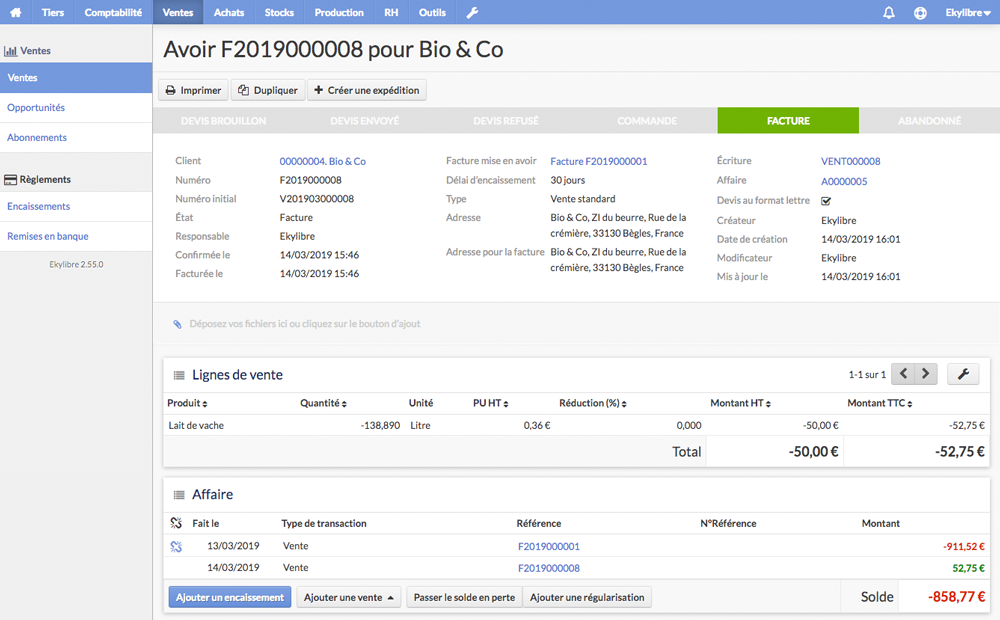 Tiers Comptabilité Ventes Achats Stocks Production RH Outils Ekylibre
Ventes
Ventes
Opportunités
Abonnements
Règlements
Encaissements
Remises en banque
Ekylibre 2.55.0
Avoir F2019000008 pour Bio & Co
Imprimer Dupliquer Créer une expédition
DEVIS BROUILLON DEVIS ENVOYÉ DEVIS REFUSÉ COMMANDE FACTURE ABANDONNÉ
Client 00000004. Bio & Co
Numéro F2019000008
Numéro initial V201903000008
État Facture
Responsable Ekylibre
Confirmée le 14/03/2019 15:46
Facturée le 14/03/2019 15:46
Facture mise en avoir Facture F2019000001
Délai d'encaissement 30 jours
Type Vente standard
Adresse Bio & Co, ZI du beurre, Rue de la
crémière, 33130 Bègles, France
Adresse pour la facture Bio & Co, ZI du beurre, Rue de la
crémière, 33130 Bègles, France
Écriture VENT000008
Affaire A0000005
Devis au format lettre
Créateur Ekylibre
Date de création 14/03/2019 16:01
Modificateur Ekylibre
Mis à jour le 14/03/2019 16:01
Déposez vos fichiers ici ou cliquez sur le bouton d'ajout
Lignes de vente 1-1 sur 1
Produit Quantité Unité PU HT Réduction (%) Montant HT Montant TTC
Lait de vache -138,890 Litre 0,36 € 0,000 -50,00 € -52,75 €
Total -50,00 € -52,75 €
Affaire
Fait le Type de transaction Référence N°Référence Montant
13/03/2019 Vente F2019000001 -911,52 €
14/03/2019 Vente F2019000008 52,75 €
Ajouter un encaissement Ajouter une vente Passer le solde en perte Ajouter une régularisation Solde -858,77 €